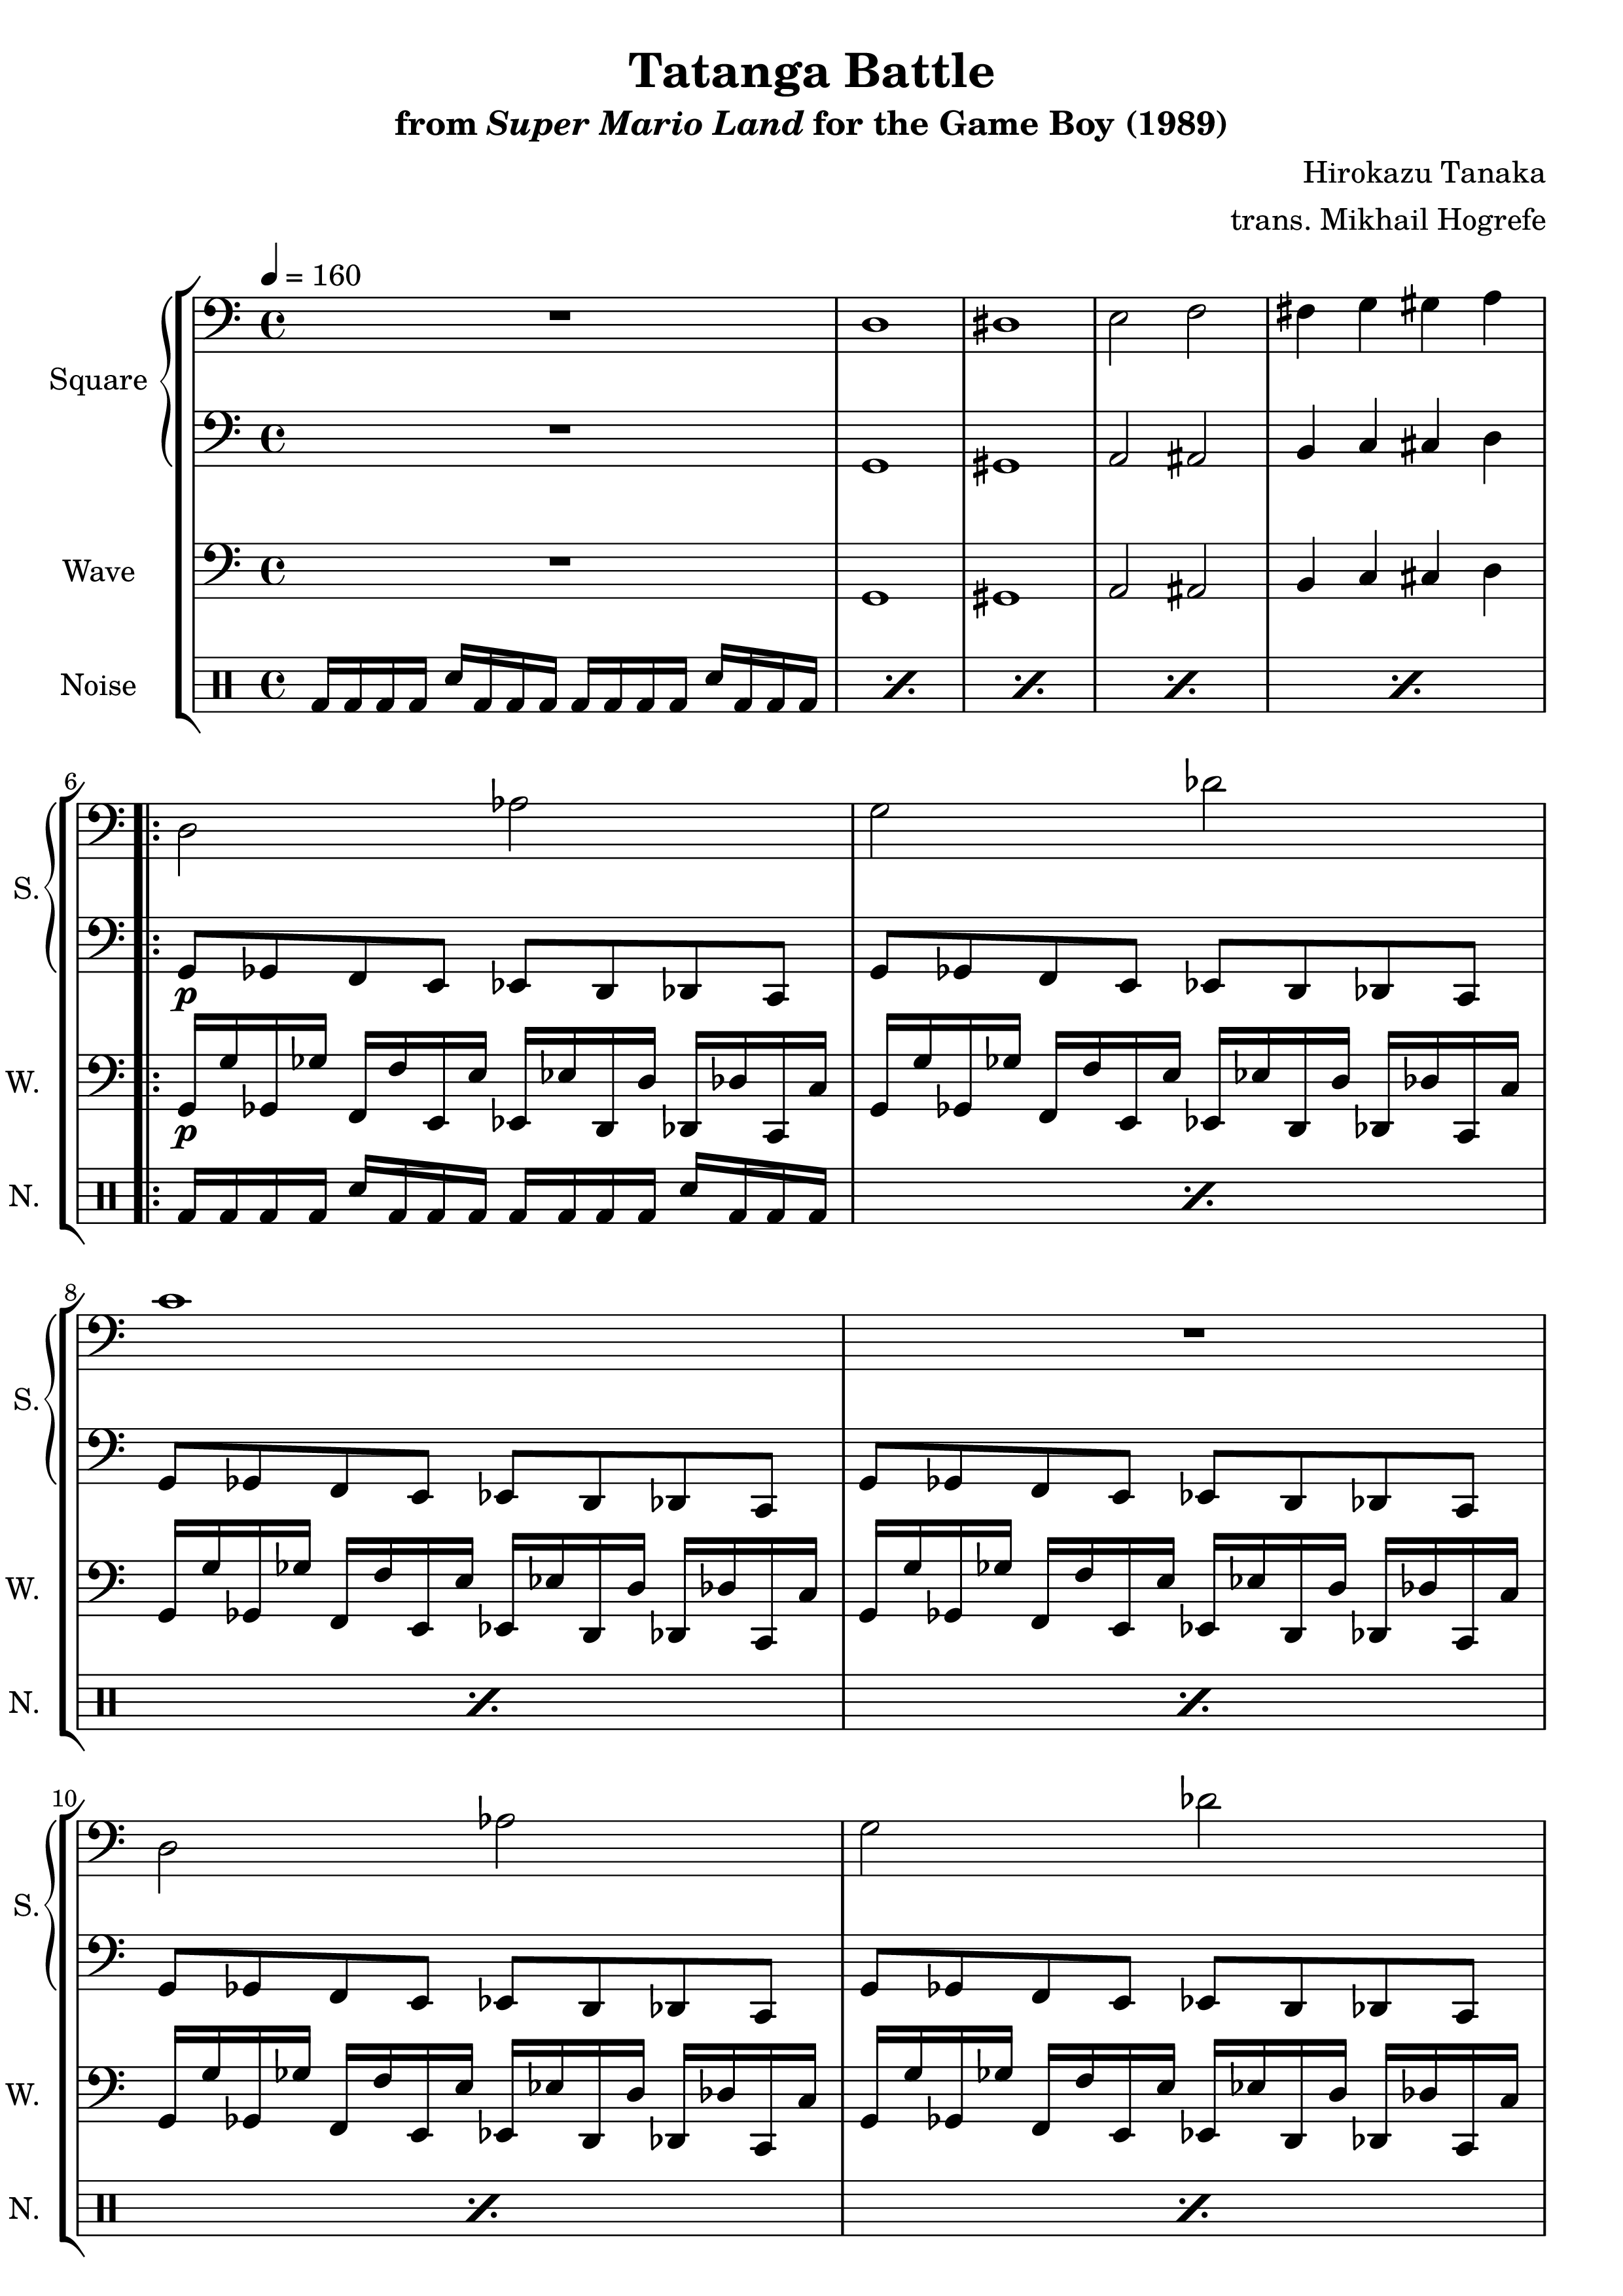 Tatanga Battle
from Super Mario Land for the Game Boy (1989)
Hirokazu Tanaka
trans. Mikhail Hogrefe
= 160
Square
Wave
Noise
6
S.
p
W.
p
N.
8
S.
W.
N.
10
S.
W.
N.